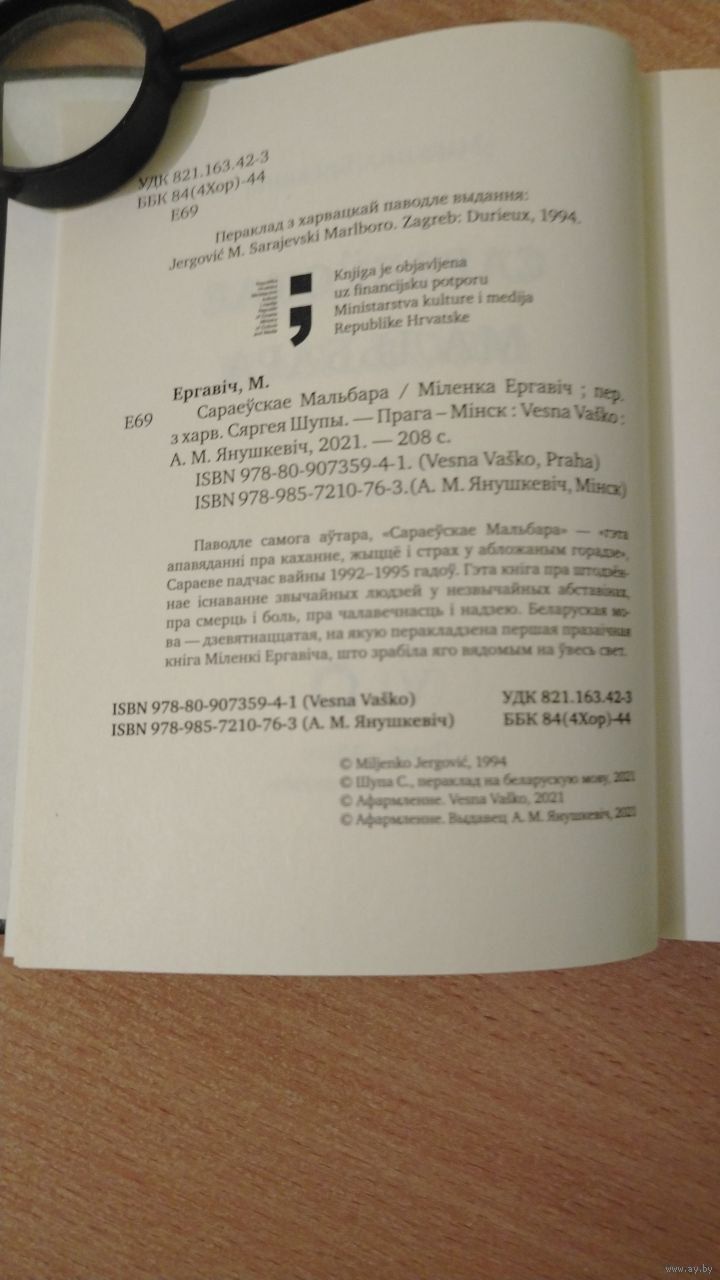 УДК 821.163.42-3
ББК 84(4Хор)-44
Е69
Пераклад з харвацкай паводле выдання:
Jergović M. Sarajevski Marlboro. Zagreb: Durieux, 1994.
Knjiga je objavljena
uz financijsku potporu
Ministarstva kulture i medija
Republike Hrvatske
Ергавіч, М.
Е69 Сараеўскае Мальбара / Міленка Ергавіч ; пер.
з харв. Сяргея Шупы. — Прага – Мінск : Vesna Vaško :
А. М. Янушкевіч, 2021. — 208 с.
ISBN 978-80-907359-4-1. (Vesna Vaško, Praha)
ISBN 978-985-7210-76-3. (А. М. Янушкевіч, Мінск)
Паводле самога аўтара, «Сараеўскае Мальбара» — «гэта
апавяданні пра каханне, жыццё і страх у абложаным горадзе»,
Сараеве падчас вайны 1992–1995 гадоў. Гэта кніга пра штодзён-
нае існаванне звычайных людзей у незвычайных абставінах,
пра смерць і боль, пра чалавечнасць і надзею. Беларуская мо-
ва — дзевятнаццатая, на якую перакладзена першая празаічная
кніга Міленкі Ергавіча, што зрабіла яго вядомым на ўвесь свет.
ISBN 978-80-907359-4-1 (Vesna Vaško) УДК 821.163.42-3
ISBN 978-985-7210-76-3 (А. М. Янушкевіч) ББК 84(4Хор)-44
© Miljenko Jergović, 1994
© Шупа С., пераклад на беларускую мову, 2021
© Афармленне. Vesna Vaško, 2021
© Афармленне. Выдавец А. М. Янушкевіч, 2021
www.ay.by